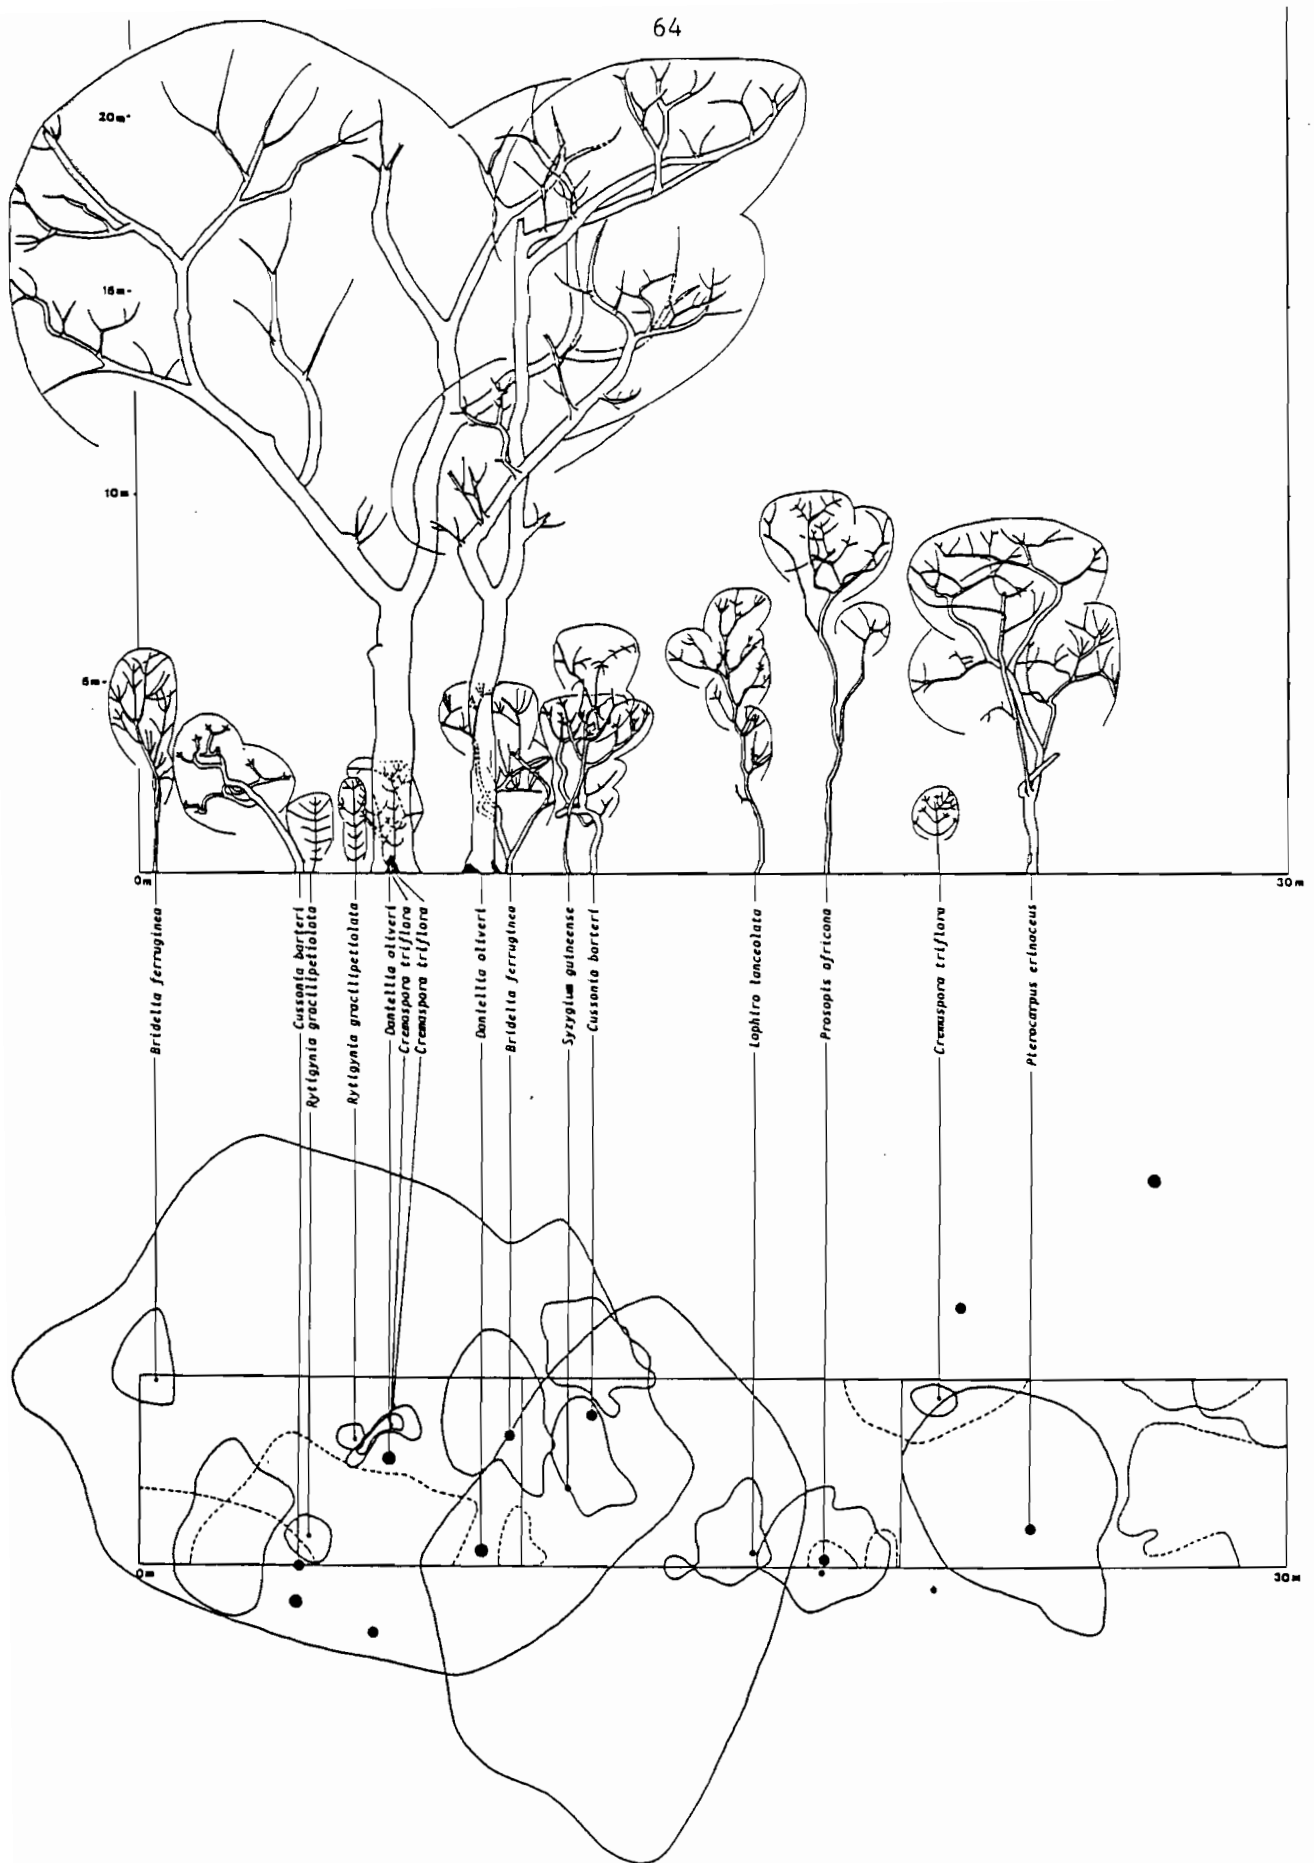 64
20m
15m
10m
5m
0m
30m
Bridelia ferruginea
Cussonia barteri
Rytigynia gracilipetiolata
Rytigynia gracilipetiolata
Daniellia oliveri
Cremaspora triflora
Cremaspora triflora
Daniellia oliveri
Bridelia ferruginea
Syzygium guineense
Cussonia barteri
Lophira lanceolata
Prosopis africana
Cremaspora triflora
Pterocarpus erinaceus
0m
30m